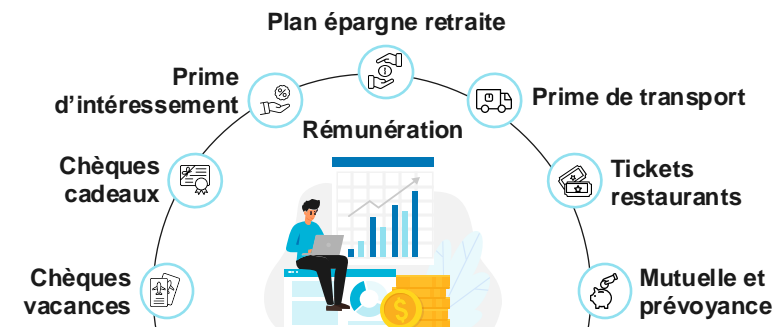 Plan épargne retraite
Prime
d'intéressement
Prime de transport
Rémunération
Chèques
cadeaux
Tickets
restaurants
Chèques
vacances
Mutuelle et
prévoyance